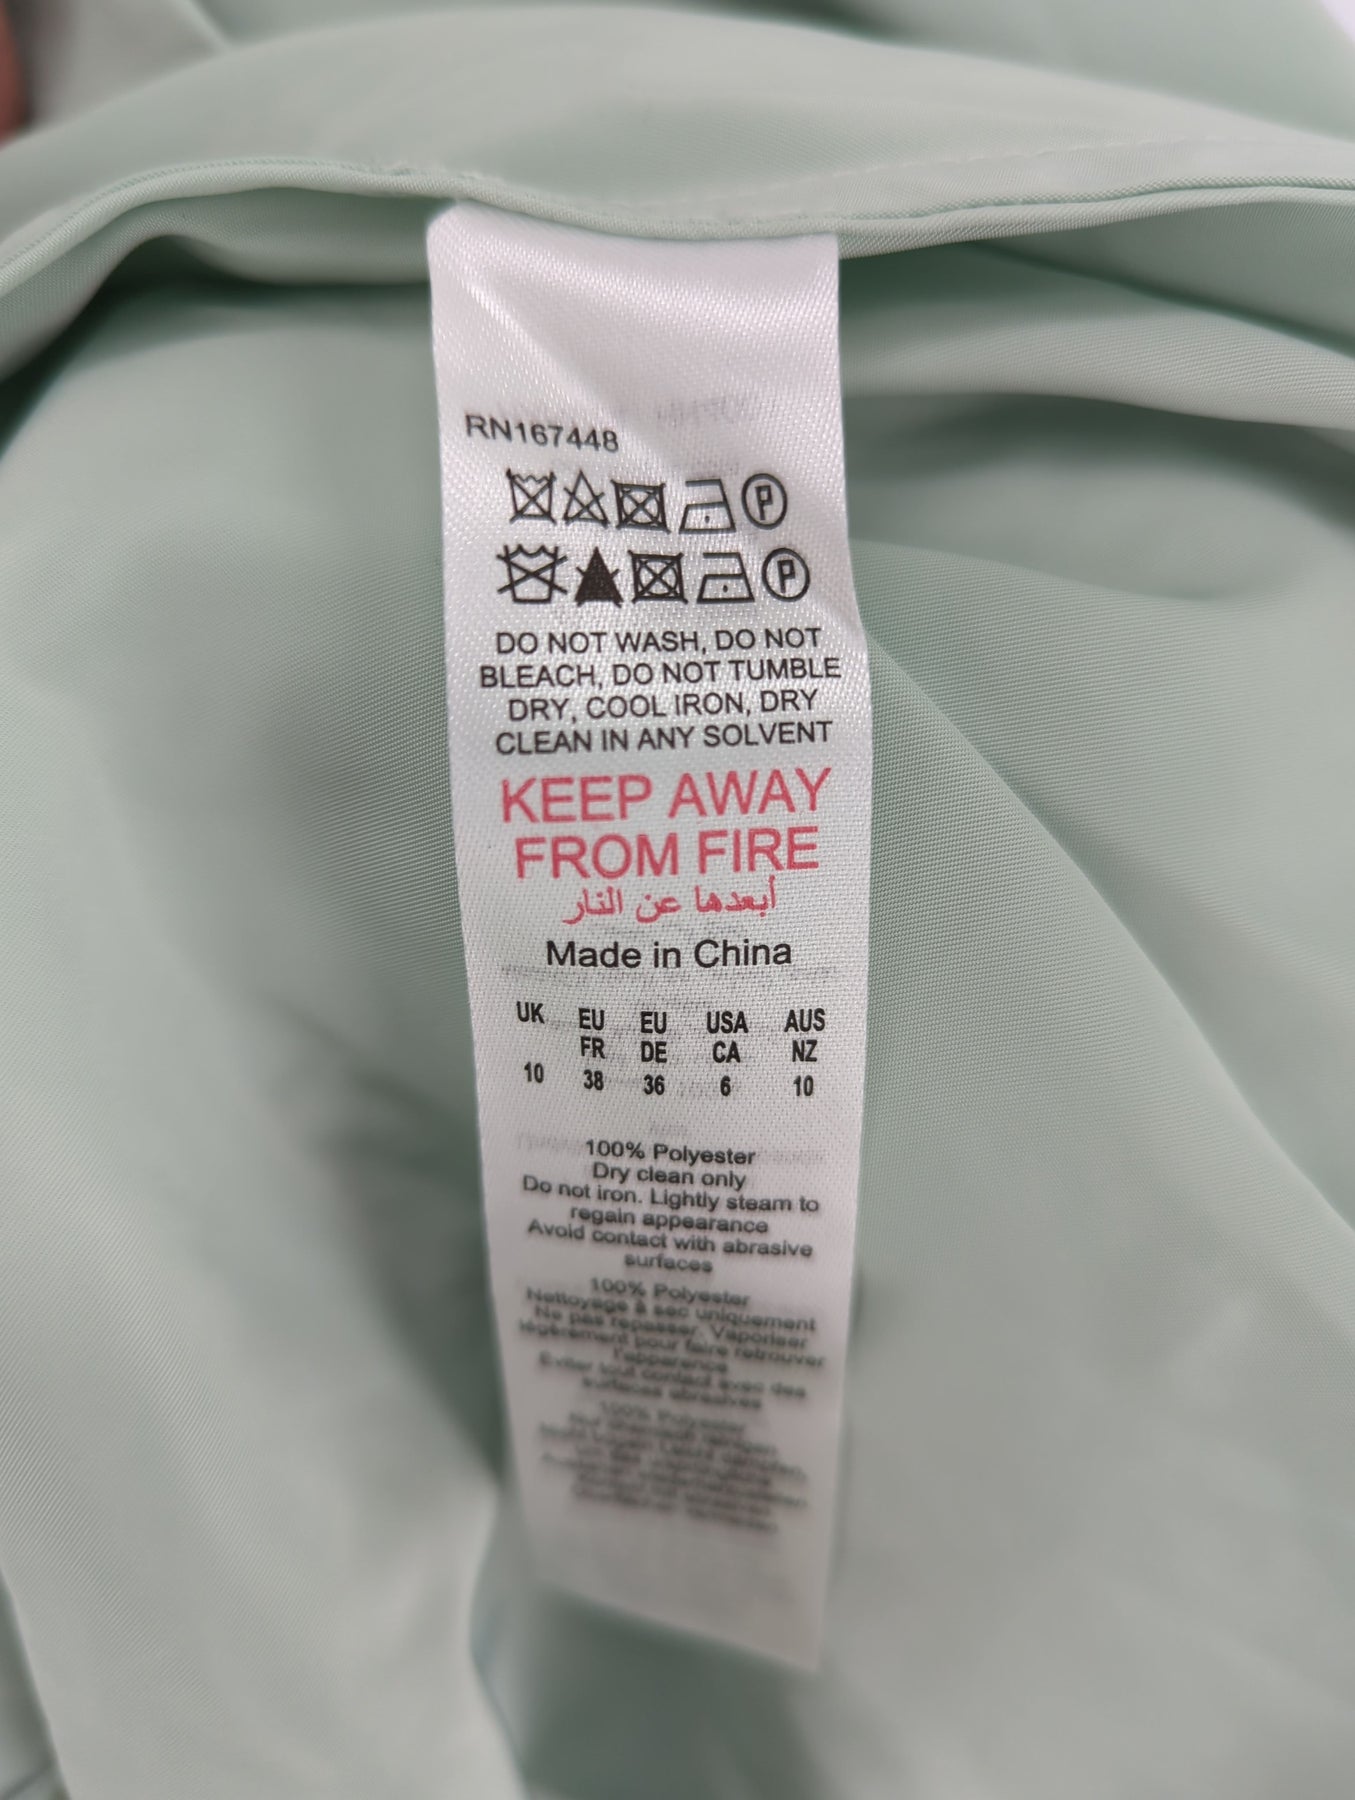 RN167448
DO NOT WASH, DO NOT
BLEACH, DO NOT TUMBLE
DRY, COOL IRON, DRY
CLEAN IN ANY SOLVENT
KEEP AWAY
FROM FIRE
أبعدها عن النار
Made in China
UK EU EU USA AUS
FR DE CA NZ
10 38 36 6 10
100% Polyester
Dry clean only
Do not iron. Lightly steam to
regain appearance
Avoid contact with abrasive
surfaces
100% Polyester
Nettoyage à sec uniquement
Ne pas repasser. Vaporiser
légèrement pour faire retrouver
l'apparence
Eviter tout contact avec des
surfaces abrasives
100% Polyester